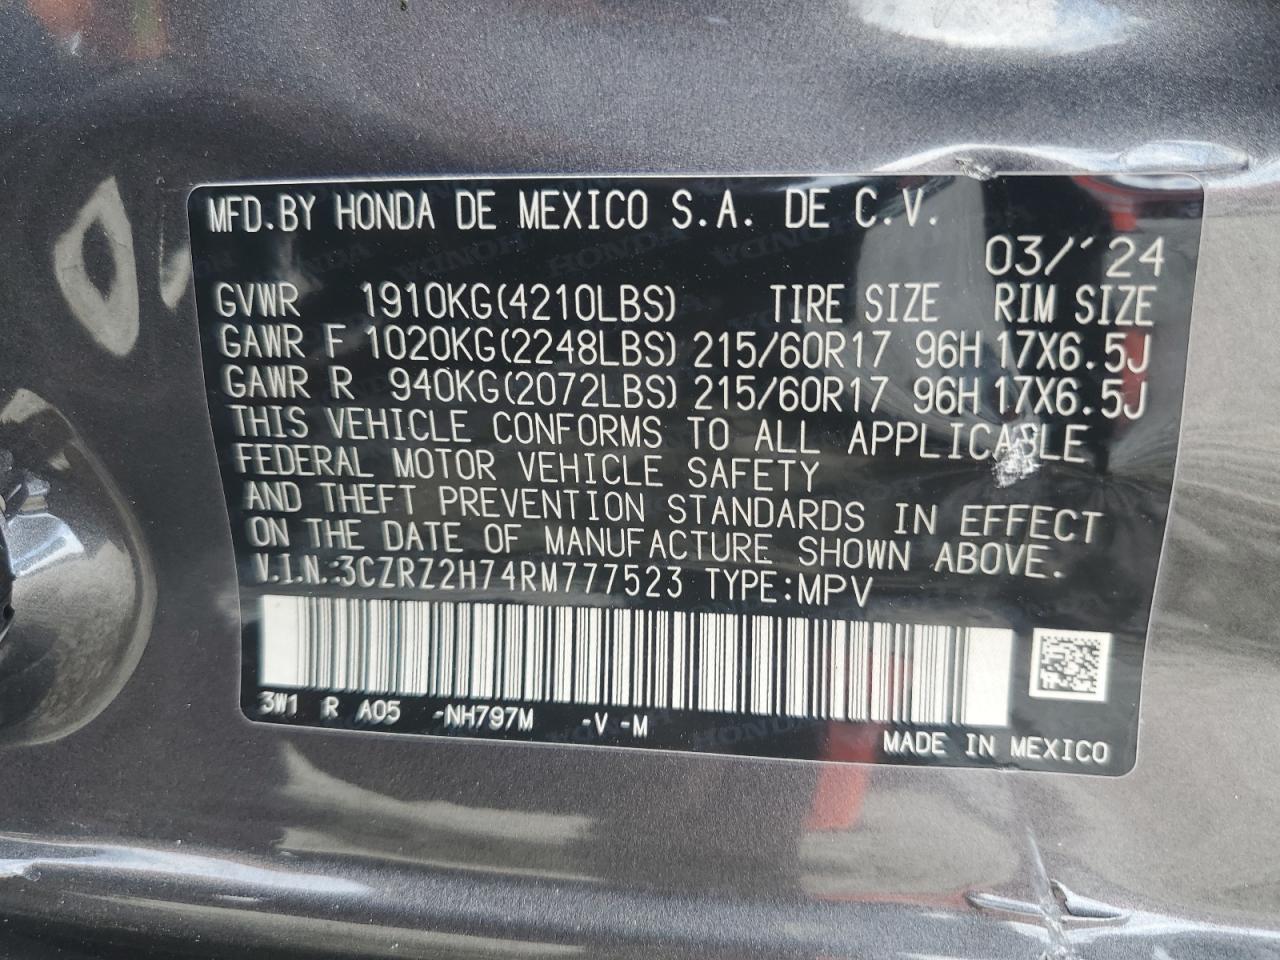 MFD.BY HONDA DE MEXICO S.A. DE C.V.
03/'24
GVWR 1910KG(4210LBS) TIRE SIZE RIM SIZE
GAWR F 1020KG(2248LBS) 215/60R17 96H 17X6.5J
GAWR R 940KG(2072LBS) 215/60R17 96H 17X6.5J
THIS VEHICLE CONFORMS TO ALL APPLICABLE
FEDERAL MOTOR VEHICLE SAFETY
AND THEFT PREVENTION STANDARDS IN EFFECT
ON THE DATE OF MANUFACTURE SHOWN ABOVE.
V.I.N.:3CZRZ2H74RM777523 TYPE:MPV
3W1 R A05 -NH797M -V -M
MADE IN MEXICO